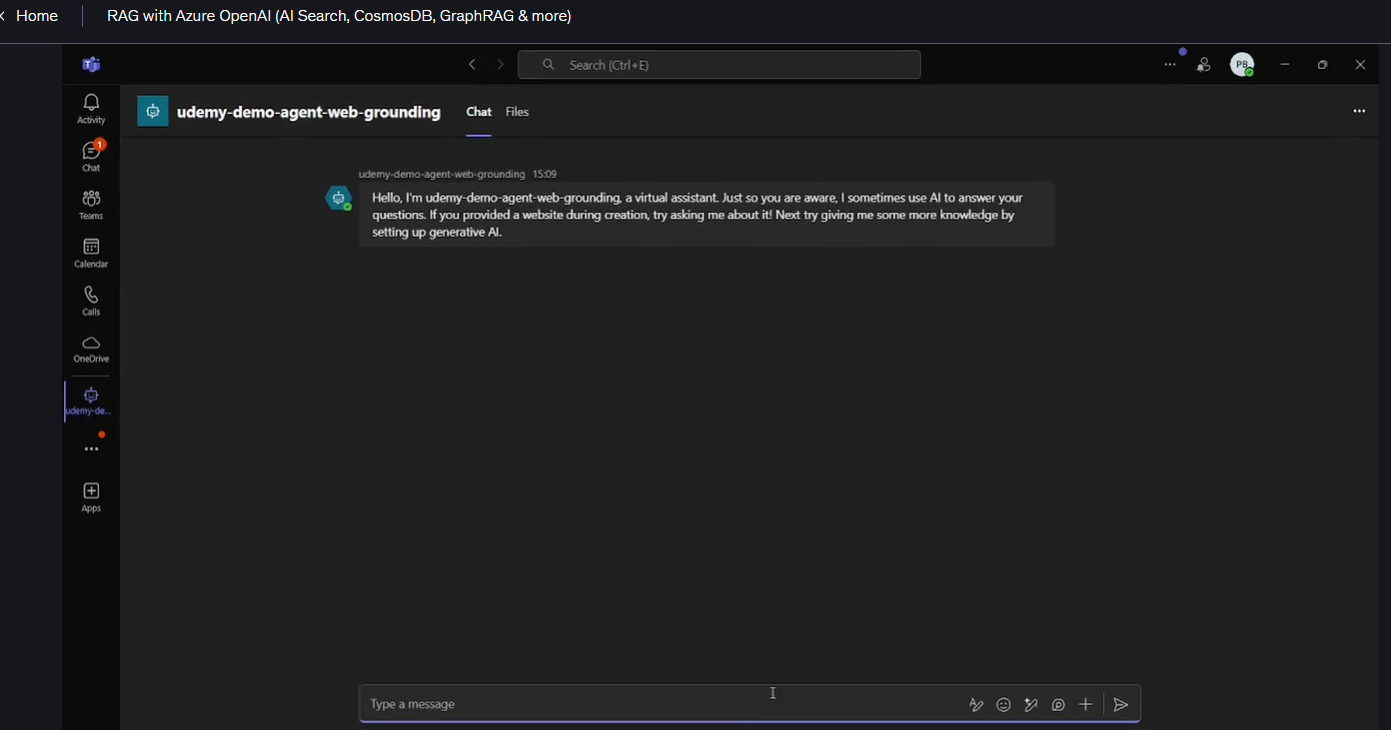 Home
RAG with Azure OpenAI (AI Search, CosmosDB, GraphRAG & more)
Search (Ctrl+E)
PB
Activity
1
Chat
Teams
Calendar
Calls
OneDrive
udemy-de...
Apps
udemy-demo-agent-web-grounding
Chat
Files
udemy-demo-agent-web-grounding 15:09
Hello, I'm udemy-demo-agent-web-grounding, a virtual assistant. Just so you are aware, I sometimes use AI to answer your
questions. If you provided a website during creation, try asking me about it! Next try giving me some more knowledge by
setting up generative AI.
Type a message